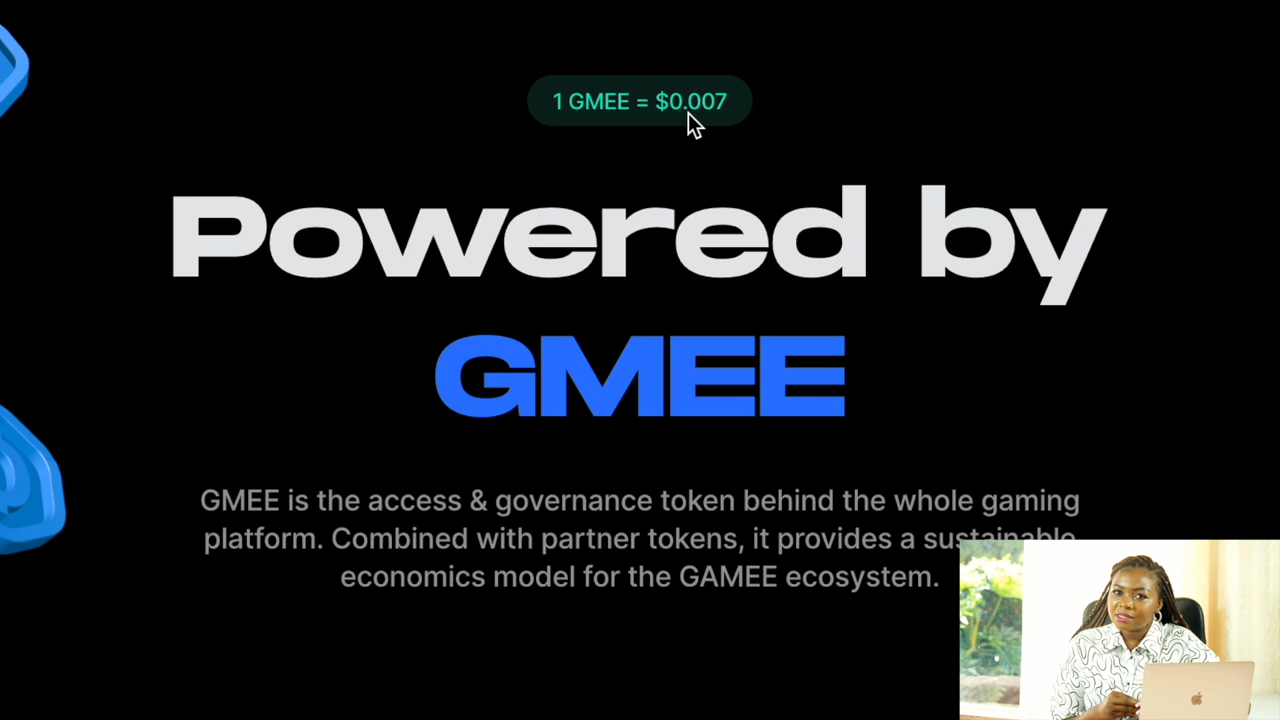 1 GMEE = $0.007
Powered by
GMEE
GMEE is the access & governance token behind the whole gaming
platform. Combined with partner tokens, it provides a sustainable
economics model for the GAMEE ecosystem.